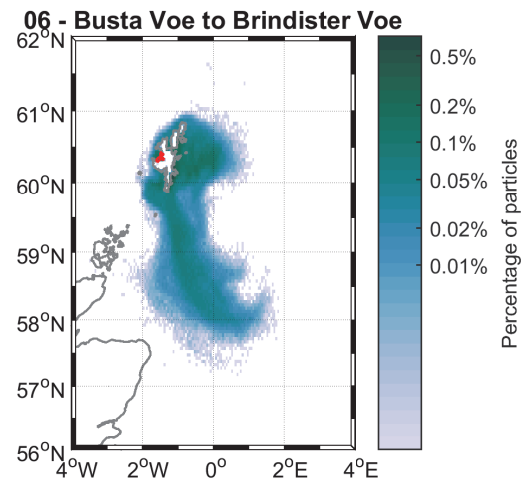 06 - Busta Voe to Brindister Voe
62°N
61°N
60°N
59°N
58°N
57°N
56°N
4°W 2°W 0° 2°E 4°E
0.5%
0.2%
0.1%
0.05%
0.02%
0.01%
Percentage of particles